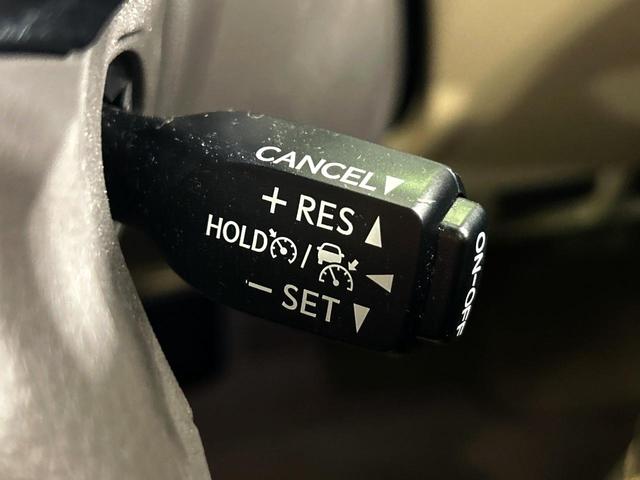 CANCEL▼
+ RES ▲
HOLD /
− SET ▼
ON-OFF